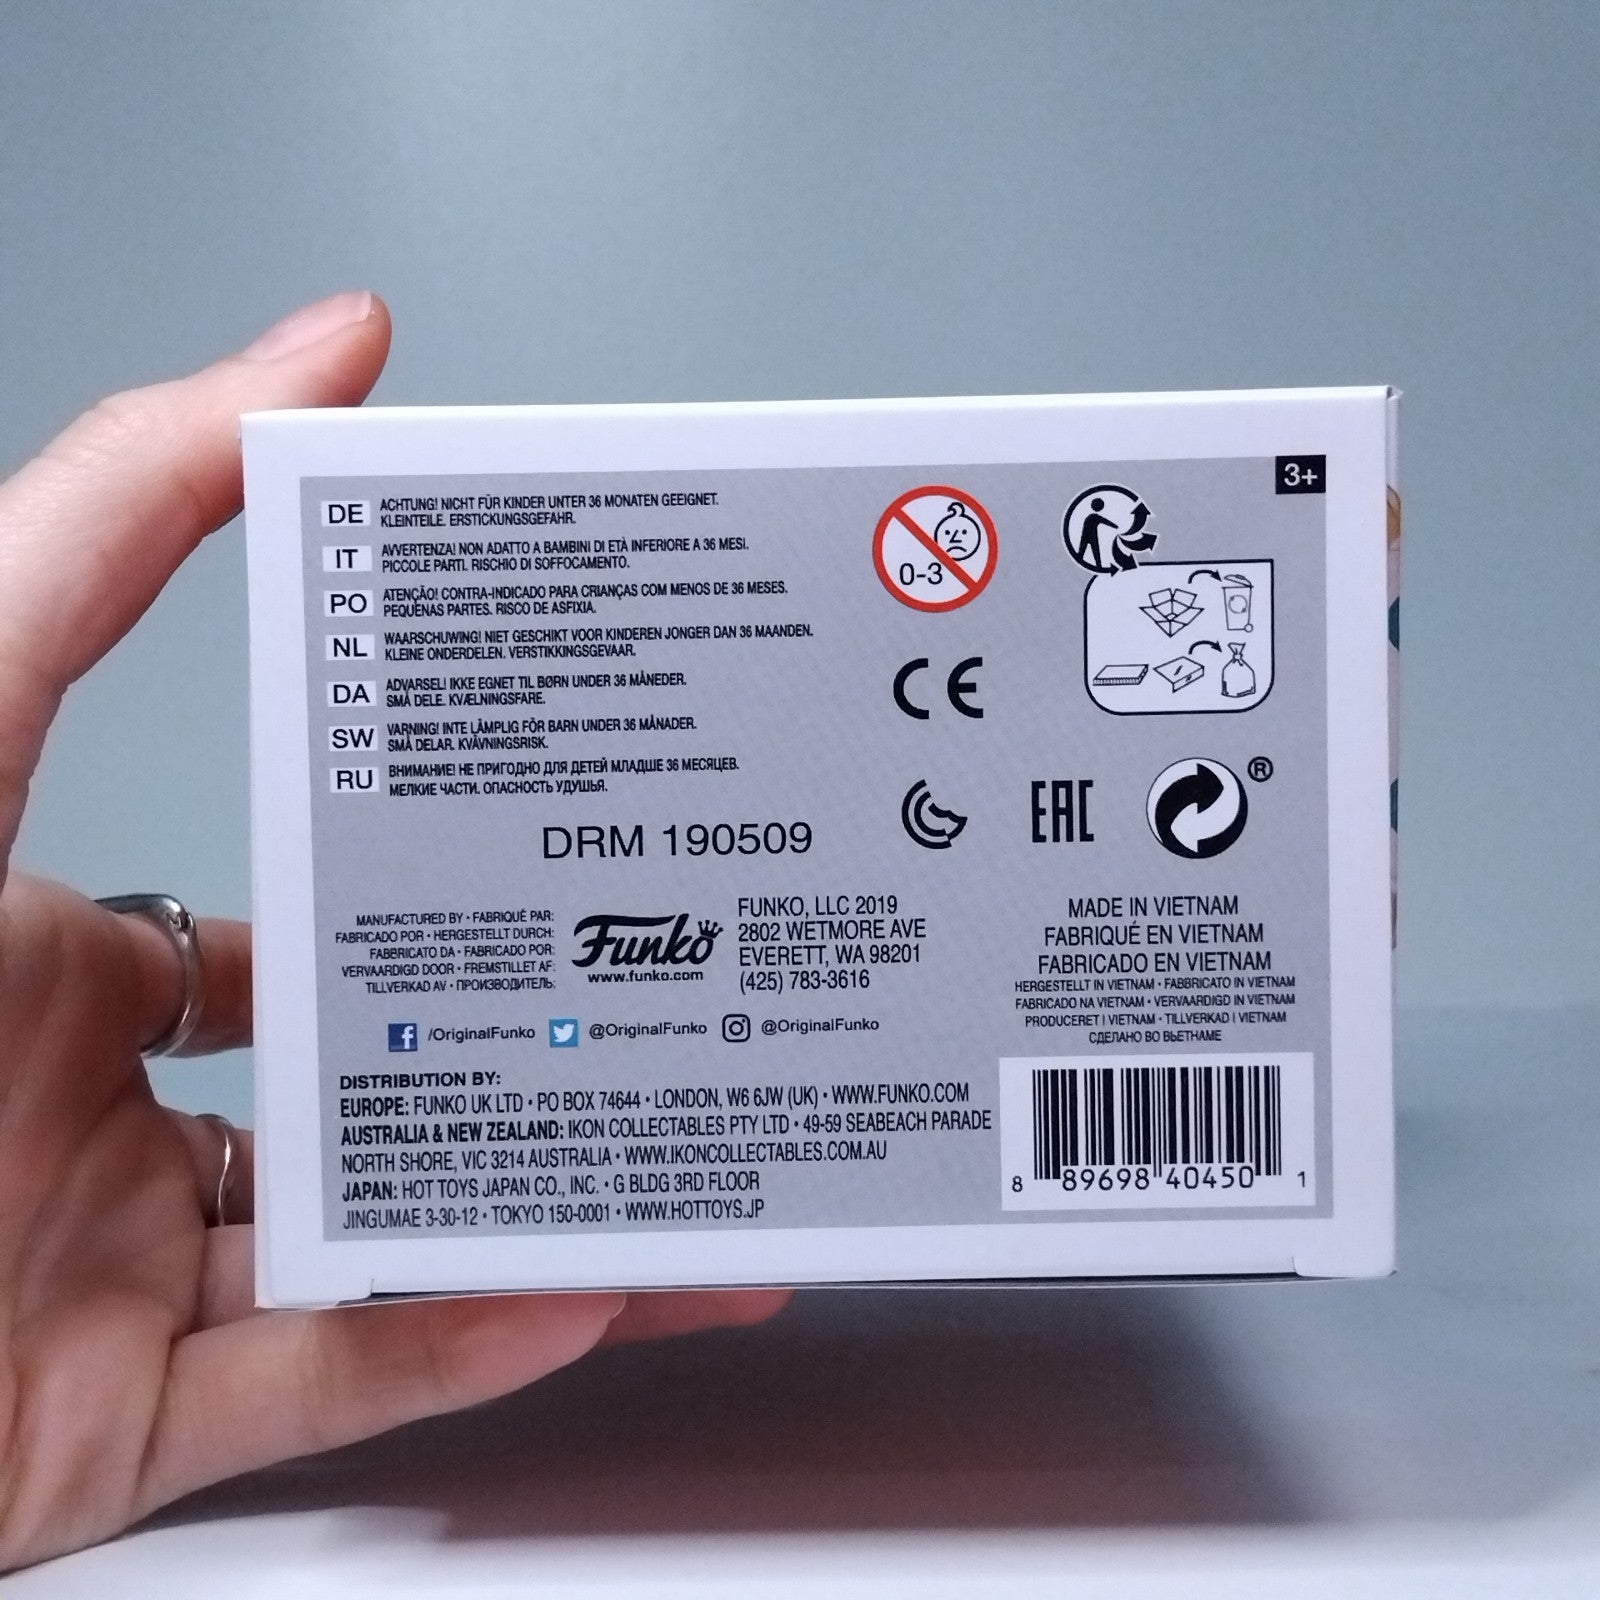 3+
DE
ACHTUNG! NICHT FÜR KINDER UNTER 36 MONATEN GEEIGNET.
KLEINTEILE. ERSTICKUNGSGEFAHR.
IT
AVVERTENZA! NON ADATTO A BAMBINI DI ETÀ INFERIORE A 36 MESI.
PICCOLE PARTI. RISCHIO DI SOFFOCAMENTO.
PO
ATENÇÃO! CONTRA-INDICADO PARA CRIANÇAS COM MENOS DE 36 MESES.
PEQUENAS PARTES. RISCO DE ASFIXIA.
NL
WAARSCHUWING! NIET GESCHIKT VOOR KINDEREN JONGER DAN 36 MAANDEN.
KLEINE ONDERDELEN. VERSTIKKINGSGEVAAR.
DA
ADVARSEL! IKKE EGNET TIL BØRN UNDER 36 MÅNEDER.
SMÅ DELE. KVÆLNINGSFARE.
SW
VARNING! INTE LÄMPLIG FÖR BARN UNDER 36 MÅNADER.
SMÅ DELAR. KVÄVNINGSRISK.
RU
ВНИМАНИЕ! НЕ ПРИГОДНО ДЛЯ ДЕТЕЙ МЛАДШЕ 36 МЕСЯЦЕВ.
МЕЛКИЕ ЧАСТИ. ОПАСНОСТЬ УДУШЬЯ.
0-3
CE
EAC
®
DRM 190509
MANUFACTURED BY • FABRIQUÉ PAR:
FABRICADO POR • HERGESTELLT DURCH:
FABBRICATO DA • FABRICADO POR:
VERVAARDIGD DOOR • FREMSTILLET AF:
TILLVERKAD AV • ПРОИЗВОДИТЕЛЬ:
Funko
www.funko.com
FUNKO, LLC 2019
2802 WETMORE AVE
EVERETT, WA 98201
(425) 783-3616
MADE IN VIETNAM
FABRIQUÉ EN VIETNAM
FABRICADO EN VIETNAM
HERGESTELLT IN VIETNAM • FABBRICATO IN VIETNAM
FABRICADO NA VIETNAM • VERVAARDIGD IN VIETNAM
PRODUCERET I VIETNAM • TILLVERKAD I VIETNAM
СДЕЛАНО ВО ВЬЕТНАМЕ
/OriginalFunko @OriginalFunko @OriginalFunko
DISTRIBUTION BY:
EUROPE: FUNKO UK LTD • PO BOX 74644 • LONDON, W6 6JW (UK) • WWW.FUNKO.COM
AUSTRALIA & NEW ZEALAND: IKON COLLECTABLES PTY LTD • 49-59 SEABEACH PARADE
NORTH SHORE, VIC 3214 AUSTRALIA • WWW.IKONCOLLECTABLES.COM.AU
JAPAN: HOT TOYS JAPAN CO., INC. • G BLDG 3RD FLOOR
JINGUMAE 3-30-12 • TOKYO 150-0001 • WWW.HOTTOYS.JP
8 89698 40450 1